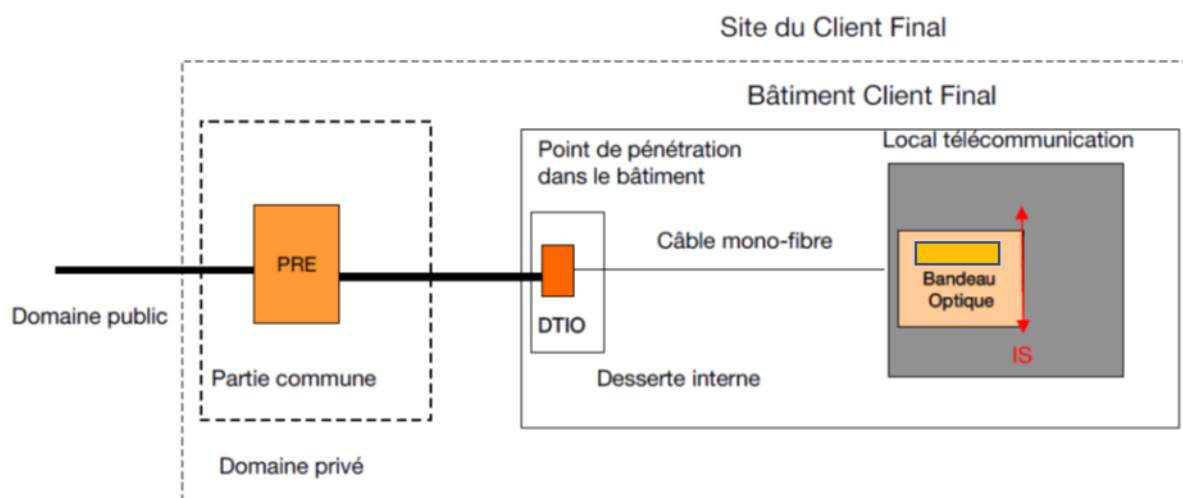 Site du Client Final
Bâtiment Client Final
Point de pénétration
dans le bâtiment
Local télécommunication
PRE
Câble mono-fibre
Bandeau
Optique
Domaine public
DTIO
IS
Partie commune
Desserte interne
Domaine privé